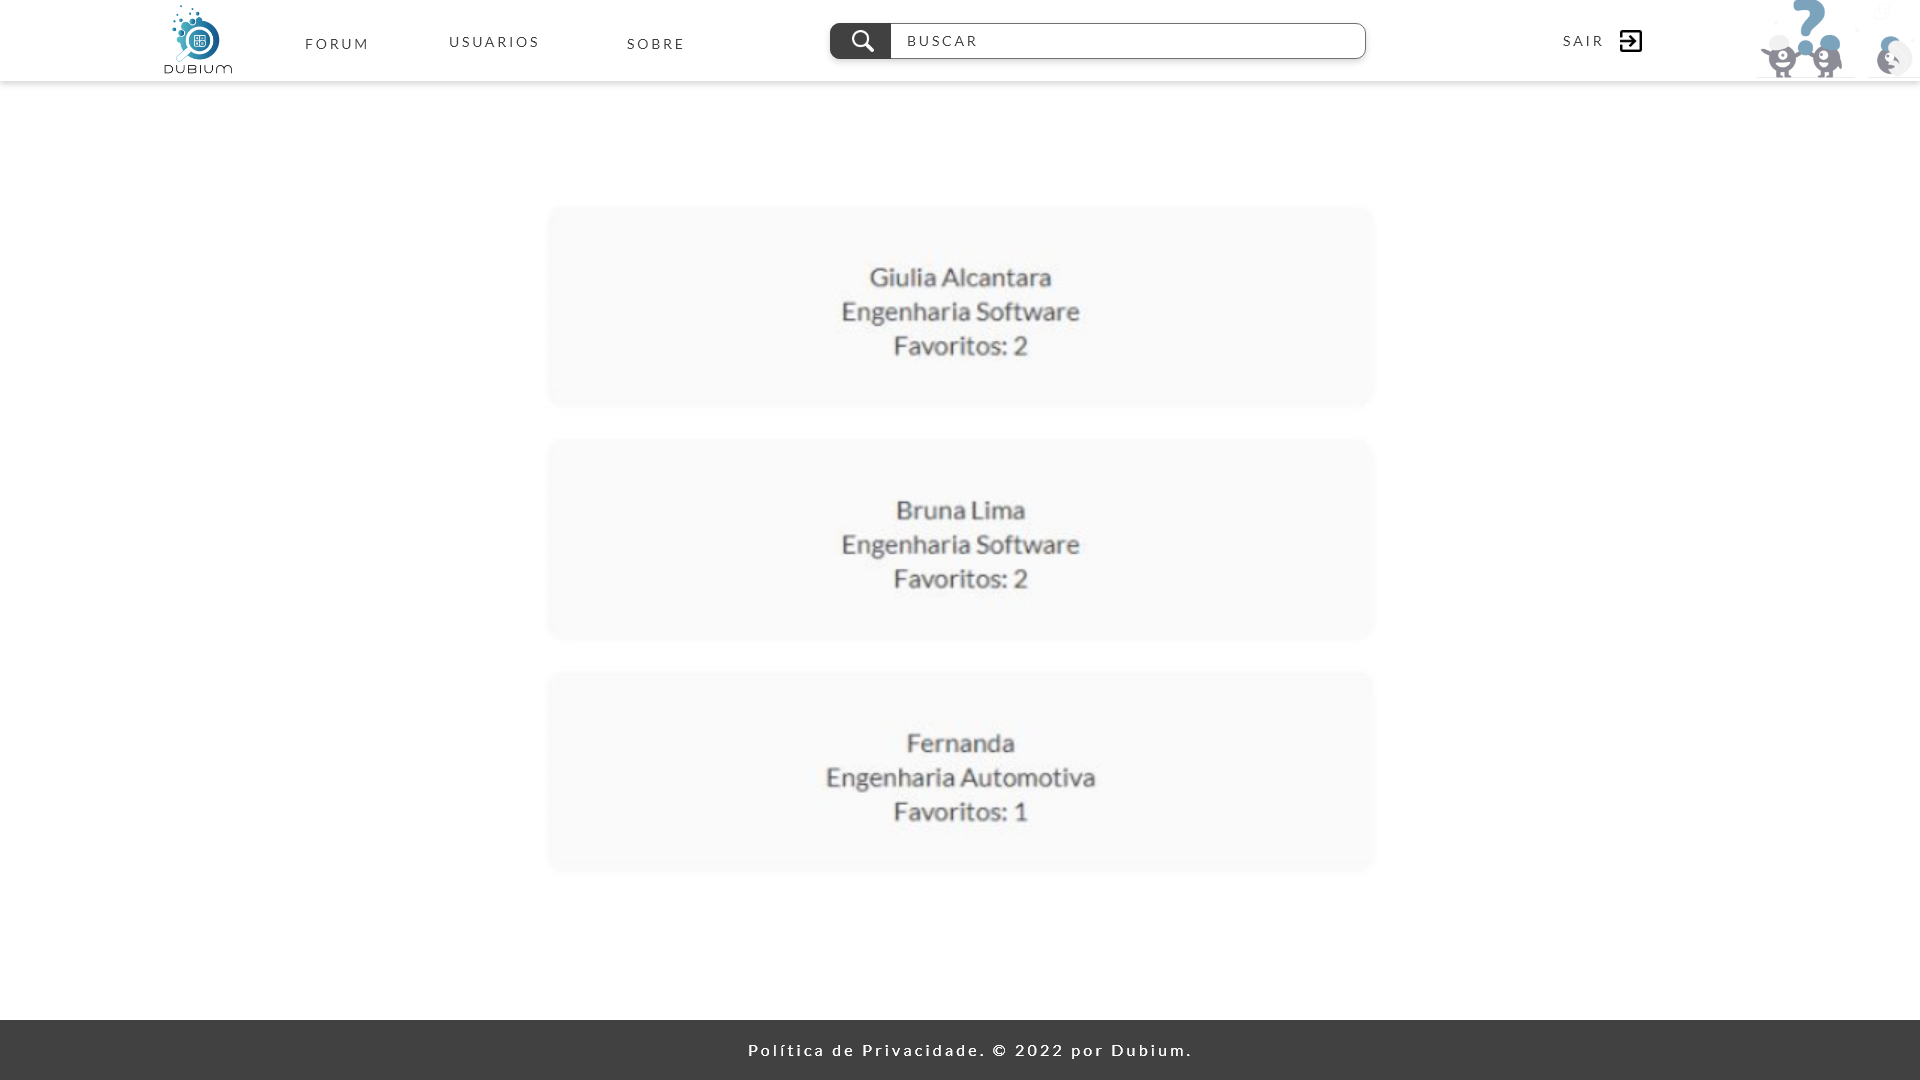 DUBIUM
FORUM
USUARIOS
SOBRE
BUSCAR
SAIR
?
Giulia Alcantara
Engenharia Software
Favoritos: 2
Bruna Lima
Engenharia Software
Favoritos: 2
Fernanda
Engenharia Automotiva
Favoritos: 1
Política de Privacidade. © 2022 por Dubium.